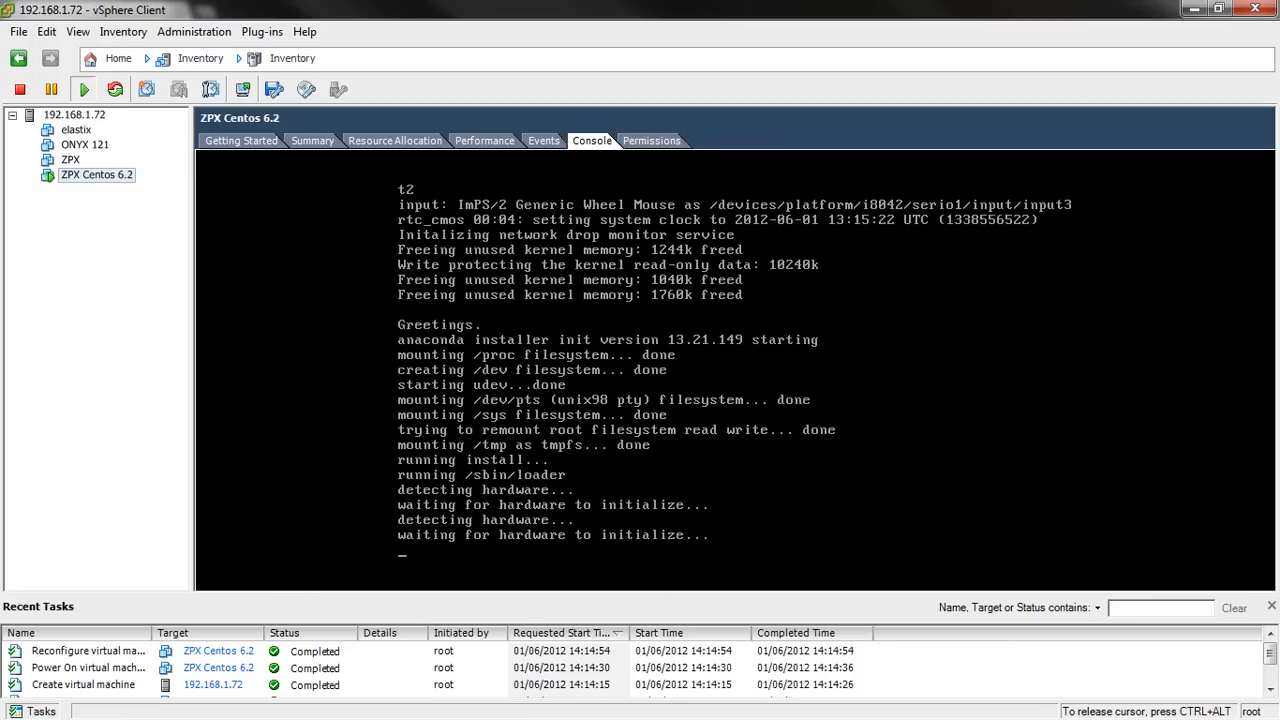 192.168.1.72 - vSphere Client
File Edit View Inventory Administration Plug-ins Help
Home Inventory Inventory
192.168.1.72
elastix
ONYX 121
ZPX
ZPX Centos 6.2
ZPX Centos 6.2
Getting Started Summary Resource Allocation Performance Events Console Permissions
t2
input: ImPS/2 Generic Wheel Mouse as /devices/platform/i8042/serio1/input/input3
rtc_cmos 00:04: setting system clock to 2012-06-01 13:15:22 UTC (1338556522)
Initalizing network drop monitor service
Freeing unused kernel memory: 1244k freed
Write protecting the kernel read-only data: 10240k
Freeing unused kernel memory: 1040k freed
Freeing unused kernel memory: 1760k freed
Greetings.
anaconda installer init version 13.21.149 starting
mounting /proc filesystem... done
creating /dev filesystem... done
starting udev...done
mounting /dev/pts (unix98 pty) filesystem... done
mounting /sys filesystem... done
trying to remount root filesystem read write... done
mounting /tmp as tmpfs... done
running install...
running /sbin/loader
detecting hardware...
waiting for hardware to initialize...
detecting hardware...
waiting for hardware to initialize...
_
Recent Tasks Name, Target or Status contains: Clear
Name Target Status Details Initiated by Requested Start Ti... Start Time Completed Time
Reconfigure virtual ma... ZPX Centos 6.2 Completed root 01/06/2012 14:14:54 01/06/2012 14:14:54 01/06/2012 14:14:54
Power On virtual mach... ZPX Centos 6.2 Completed root 01/06/2012 14:14:30 01/06/2012 14:14:30 01/06/2012 14:14:36
Create virtual machine 192.168.1.72 Completed root 01/06/2012 14:14:15 01/06/2012 14:14:15 01/06/2012 14:14:26
Tasks To release cursor, press CTRL+ALT root